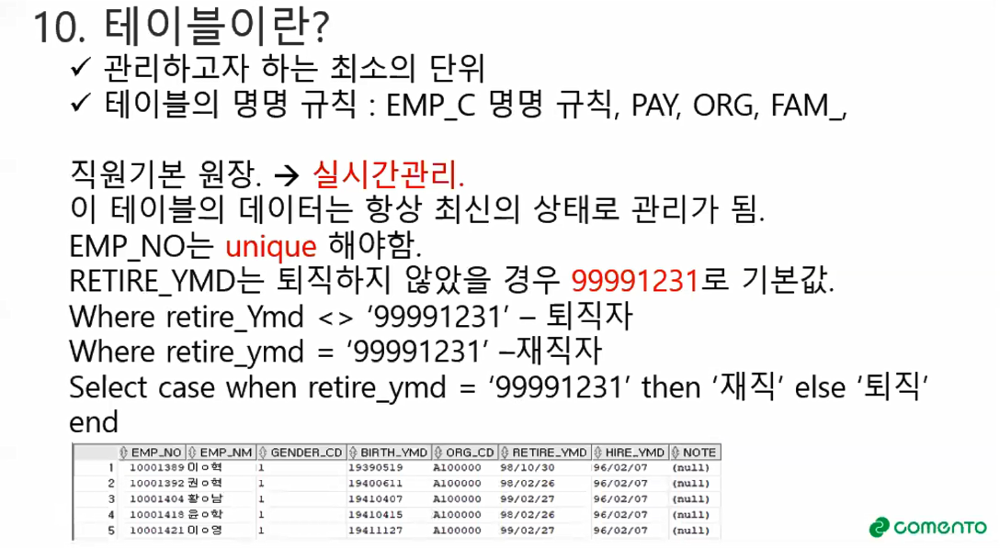 10. 테이블이란?
✓ 관리하고자 하는 최소의 단위
✓ 테이블의 명명 규칙 : EMP_C 명명 규칙, PAY, ORG, FAM_,
직원기본 원장. → 실시간관리.
이 테이블의 데이터는 항상 최신의 상태로 관리가 됨.
EMP_NO는 unique 해야함.
RETIRE_YMD는 퇴직하지 않았을 경우 99991231로 기본값.
Where retire_Ymd <> ‘99991231’ – 퇴직자
Where retire_ymd = ‘99991231’ –재직자
Select case when retire_ymd = ‘99991231’ then ‘재직’ else ‘퇴직’
end
EMP_NO EMP_NM GENDER_CD BIRTH_YMD ORG_CD RETIRE_YMD HIRE_YMD NOTE
1 10001389 이ㅇ혁 1 19390519 A100000 98/10/30 96/02/07 (null)
2 10001392 권ㅇ혁 1 19400611 A100000 98/02/26 96/02/07 (null)
3 10001404 황ㅇ남 1 19410407 A100000 99/02/27 96/02/07 (null)
4 10001418 윤ㅇ학 1 19410415 A100000 98/02/26 96/02/07 (null)
5 10001421 이ㅇ영 1 19411127 A100000 99/02/27 96/02/07 (null)
comento